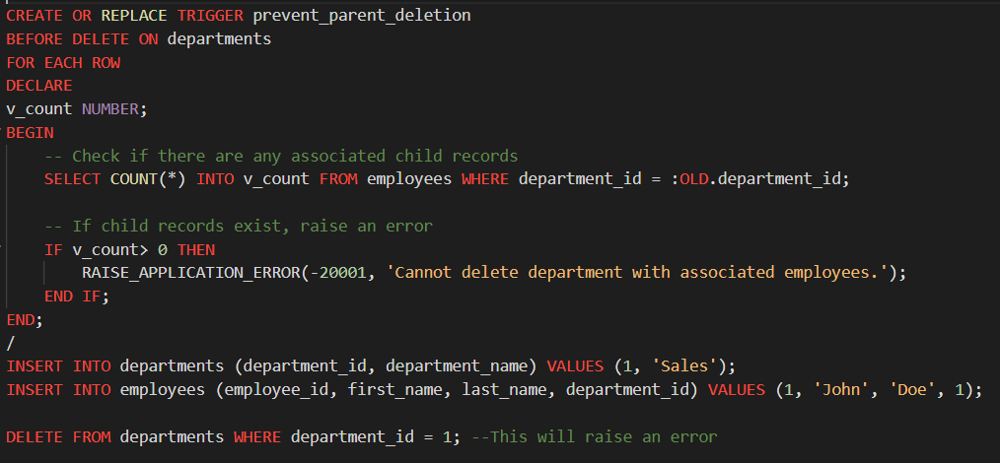 CREATE OR REPLACE TRIGGER prevent_parent_deletion
BEFORE DELETE ON departments
FOR EACH ROW
DECLARE
v_count NUMBER;
BEGIN
    -- Check if there are any associated child records
    SELECT COUNT(*) INTO v_count FROM employees WHERE department_id = :OLD.department_id;

    -- If child records exist, raise an error
    IF v_count> 0 THEN
        RAISE_APPLICATION_ERROR(-20001, 'Cannot delete department with associated employees.');
    END IF;
END;
/
INSERT INTO departments (department_id, department_name) VALUES (1, 'Sales');
INSERT INTO employees (employee_id, first_name, last_name, department_id) VALUES (1, 'John', 'Doe', 1);

DELETE FROM departments WHERE department_id = 1; --This will raise an error